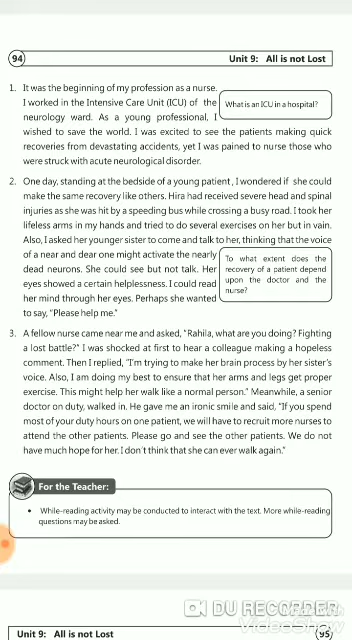 94
Unit 9: All is not Lost
1. It was the beginning of my profession as a nurse.
I worked in the Intensive Care Unit (ICU) of the
neurology ward. As a young professional, I
What is an ICU in a hospital?
wished to save the world. I was excited to see the patients making quick
recoveries from devastating accidents, yet I was pained to nurse those who
were struck with acute neurological disorder.
2. One day, standing at the bedside of a young patient, I wondered if she could
make the same recovery like others. Hira had received severe head and spinal
injuries as she was hit by a speeding bus while crossing a busy road. I took her
lifeless arms in my hands and tried to do several exercises on her but in vain.
Also, I asked her younger sister to come and talk to her, thinking that the voice
of a near and dear one might activate the nearly
dead neurons. She could see but not talk. Her
eyes showed a certain helplessness. I could read
her mind through her eyes. Perhaps she wanted
to say, "Please help me."
To what extent does the
recovery of a patient depend
upon the doctor and the
nurse?
3. A fellow nurse came near me and asked, "Rahila, what are you doing? Fighting
a lost battle?" I was shocked at first to hear a colleague making a hopeless
comment. Then I replied, "I'm trying to make her brain process by her sister's
voice. Also, I am doing my best to ensure that her arms and legs get proper
exercise. This might help her walk like a normal person." Meanwhile, a senior
doctor on duty, walked in. He gave me an ironic smile and said, "If you spend
most of your duty hours on one patient, we will have to recruit more nurses to
attend the other patients. Please go and see the other patients. We do not
have much hope for her. I don't think that she can ever walk again."
For the Teacher:
• While-reading activity may be conducted to interact with the text. More while-reading
questions may be asked.
DU RECORDER
VideoShow
Unit 9: All is not Lost
95